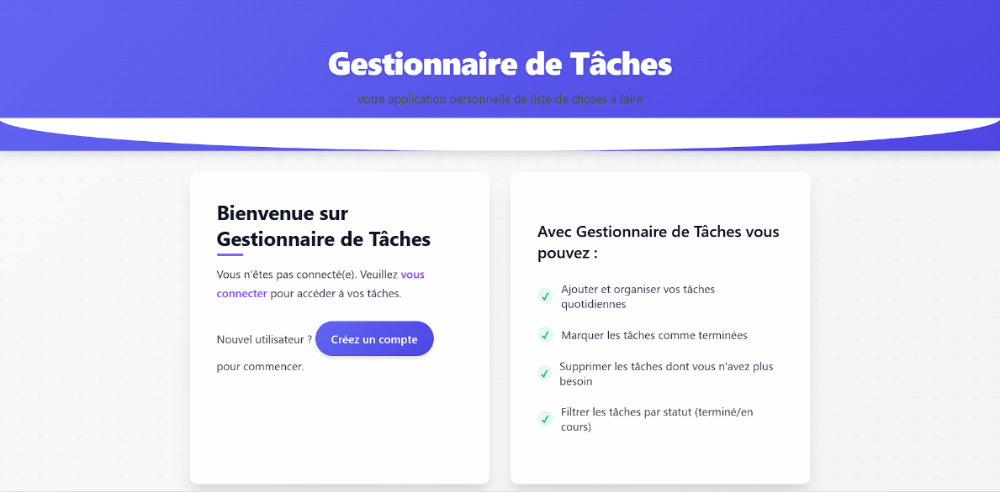 Gestionnaire de Tâches
Votre application personnelle de liste de choses à faire
Bienvenue sur
Gestionnaire de Tâches
Vous n'êtes pas connecté(e). Veuillez vous
connecter pour accéder à vos tâches.
Nouvel utilisateur ? Créez un compte
pour commencer.
Avec Gestionnaire de Tâches vous
pouvez :
Ajouter et organiser vos tâches
quotidiennes
Marquer les tâches comme terminées
Supprimer les tâches dont vous n'avez plus
besoin
Filtrer les tâches par statut (terminé/en
cours)